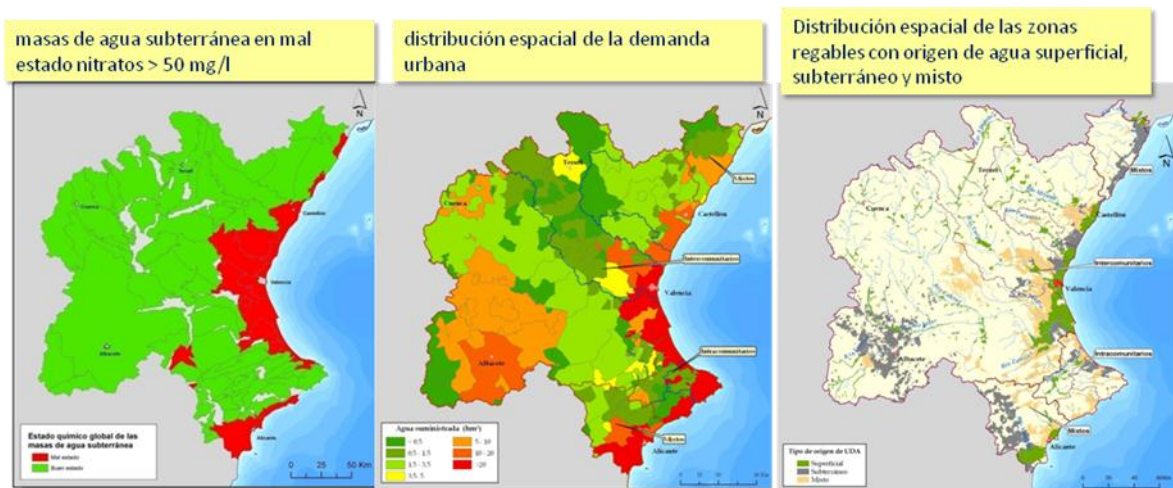 masas de agua subterránea en mal
estado nitratos > 50 mg/l
N
Teruel
Cuenca
Castellón
Valencia
Albacete
Alicante
Estado químico global de las
masas de agua subterránea
Mal estado
Buen estado
0 25 50 Km
distribución espacial de la demanda
urbana
N
Teruel
Mixtos
Cuenca
Castellón
Intercomunitarios
Valencia
Albacete
Intracomunitarios
Mixtos
Alicante
Agua suministrada (hm³)
< 0.5
0.5 - 1.5
1.5 - 3.5
3.5. 5
5 - 10
10 - 20
>20
Distribución espacial de las zonas
regables con origen de agua superficial,
subterráneo y misto
N
Teruel
Mixtos
Cuenca
Castellón
Intercomunitarios
Valencia
Albacete
Intracomunitarios
Mixtos
Alicante
Tipo de origen de UDA
Superficial
Subterráneo
Mixto
0 20 40